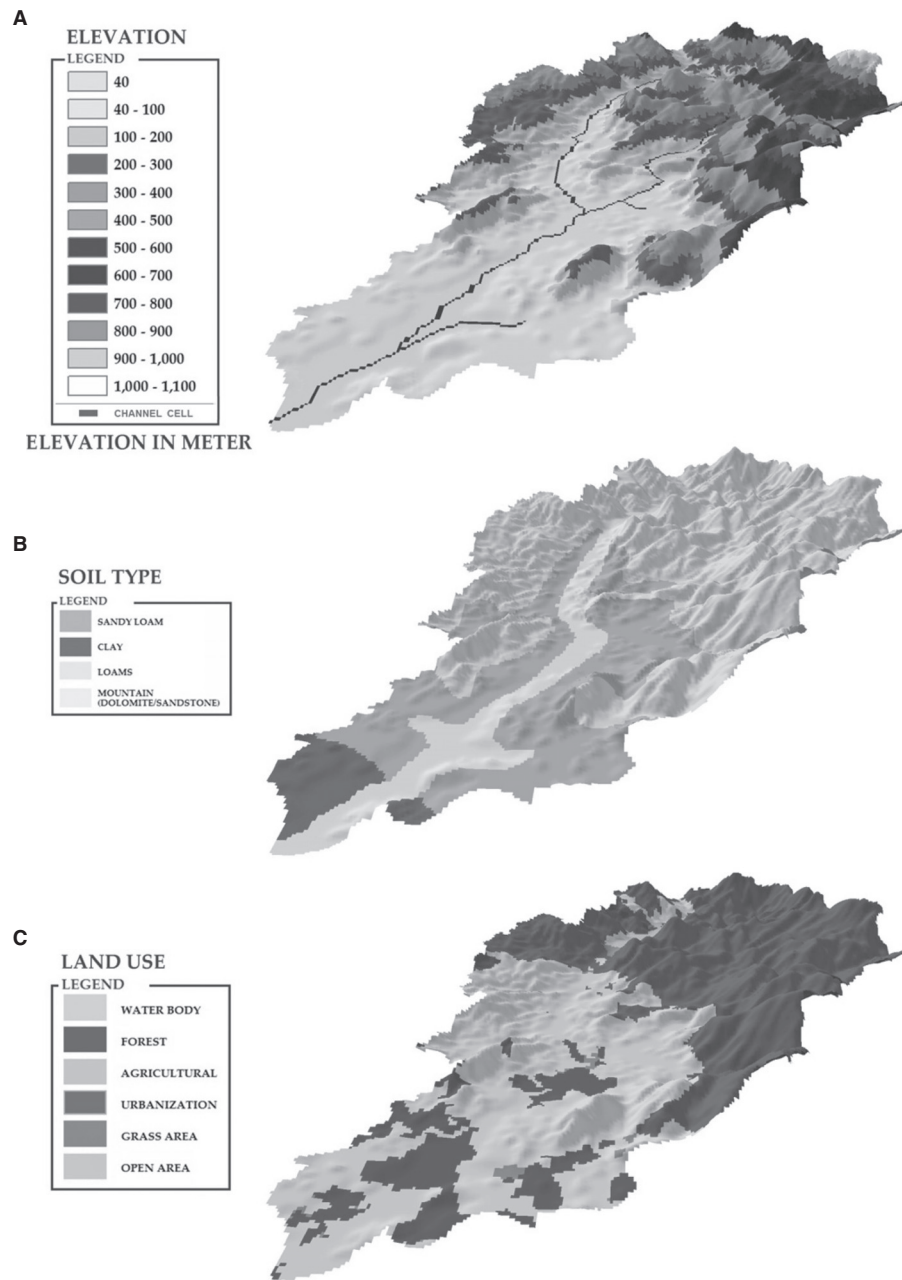 A
ELEVATION
LEGEND
40
40 - 100
100 - 200
200 - 300
300 - 400
400 - 500
500 - 600
600 - 700
700 - 800
800 - 900
900 - 1,000
1,000 - 1,100
CHANNEL CELL
ELEVATION IN METER
B
SOIL TYPE
LEGEND
SANDY LOAM
CLAY
LOAMS
MOUNTAIN
(DOLOMITE/SANDSTONE)
C
LAND USE
LEGEND
WATER BODY
FOREST
AGRICULTURAL
URBANIZATION
GRASS AREA
OPEN AREA